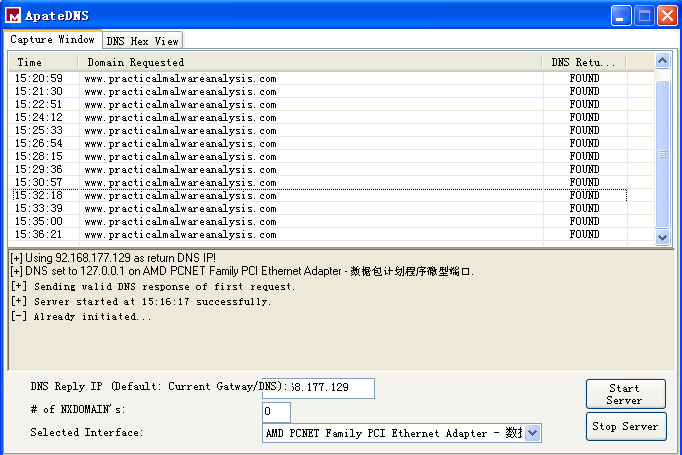 ApateDNS
Capture Window DNS Hex View
Time Domain Requested DNS Retu...
15:20:59 www.practicalmalwareanalysis.com FOUND
15:21:30 www.practicalmalwareanalysis.com FOUND
15:22:51 www.practicalmalwareanalysis.com FOUND
15:24:12 www.practicalmalwareanalysis.com FOUND
15:25:33 www.practicalmalwareanalysis.com FOUND
15:26:54 www.practicalmalwareanalysis.com FOUND
15:28:15 www.practicalmalwareanalysis.com FOUND
15:29:36 www.practicalmalwareanalysis.com FOUND
15:30:57 www.practicalmalwareanalysis.com FOUND
15:32:18 www.practicalmalwareanalysis.com FOUND
15:33:39 www.practicalmalwareanalysis.com FOUND
15:35:00 www.practicalmalwareanalysis.com FOUND
15:36:21 www.practicalmalwareanalysis.com FOUND
[+] Using 92.168.177.129 as return DNS IP!
[+] DNS set to 127.0.0.1 on AMD PCNET Family PCI Ethernet Adapter - 数据包计划程序微型端口.
[+] Sending valid DNS response of first request.
[+] Server started at 15:16:17 successfully.
[-] Already initiated...
DNS Reply IP (Default: Current Gatway/DNS): 8.177.129
Start Server
# of NXDOMAIN's: 0
Stop Server
Selected Interface: AMD PCNET Family PCI Ethernet Adapter - 数